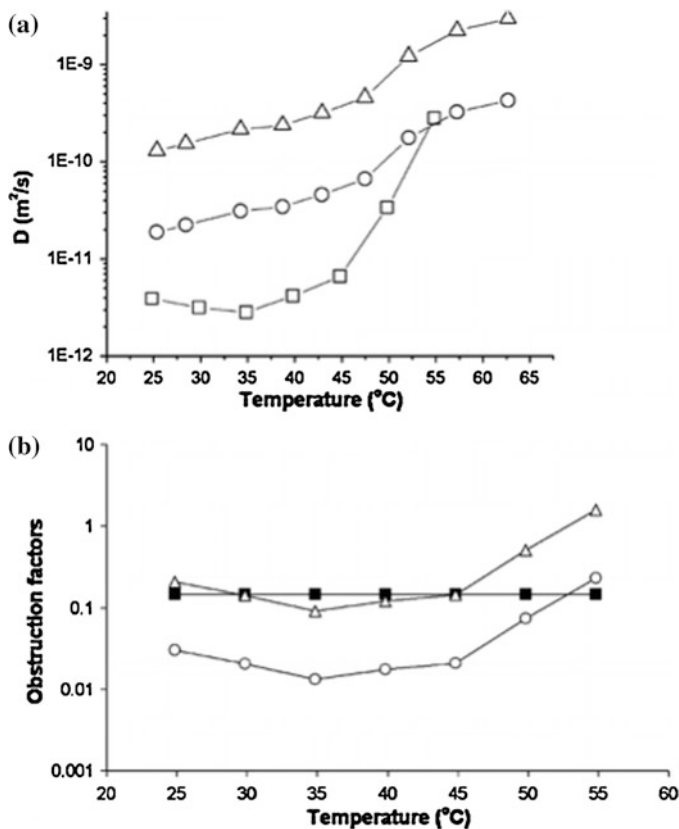 (a)
1E-9
1E-10
1E-11
1E-12
D (m²/s)
20 25 30 35 40 45 50 55 60 65
Temperature (°C)
(b)
10
1
0.1
0.01
0.001
Obstruction factors
20 25 30 35 40 45 50 55 60
Temperature (°C)